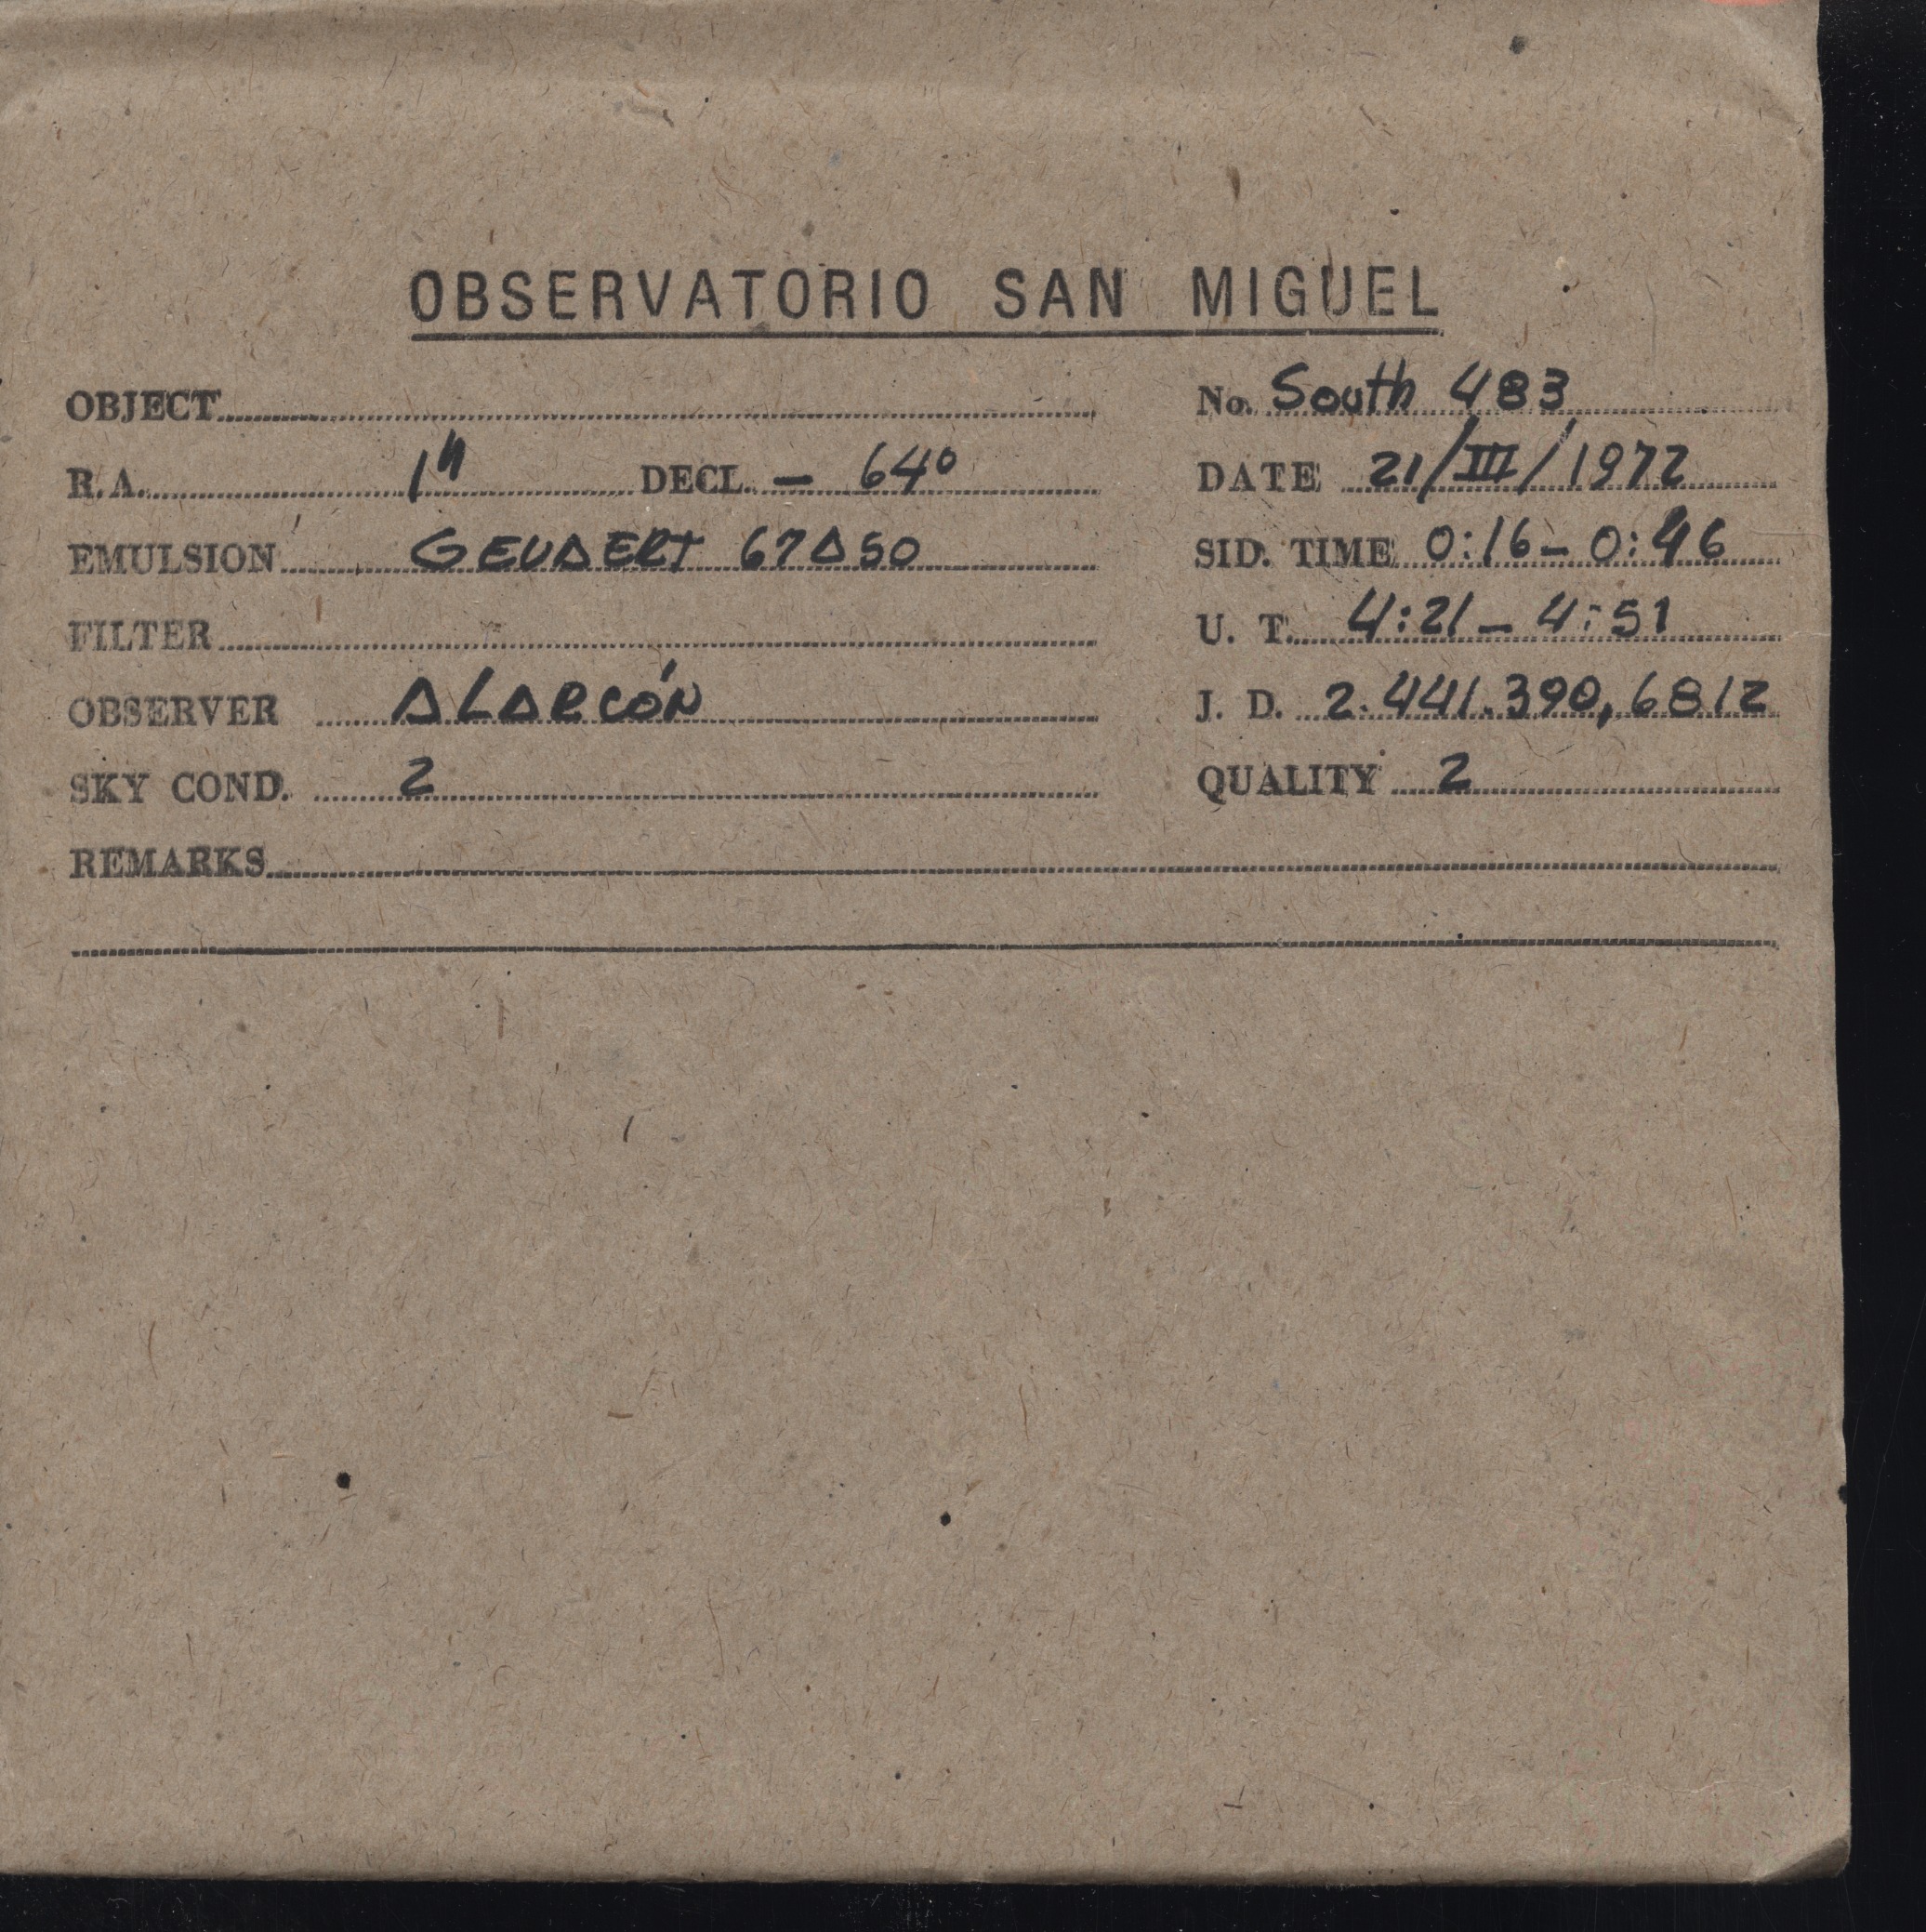 OBSERVATORIO SAN MIGUEL
OBJECT No. South 483
R.A. 1h DECL. - 64° DATE 21/III/1972
EMULSION GEVAERT 67A50 SID. TIME 0:16 - 0:46
FILTER U. T. 4:21 - 4:51
OBSERVER ALARCÓN J. D. 2.441.390,6812
SKY COND. 2 QUALITY 2
REMARKS